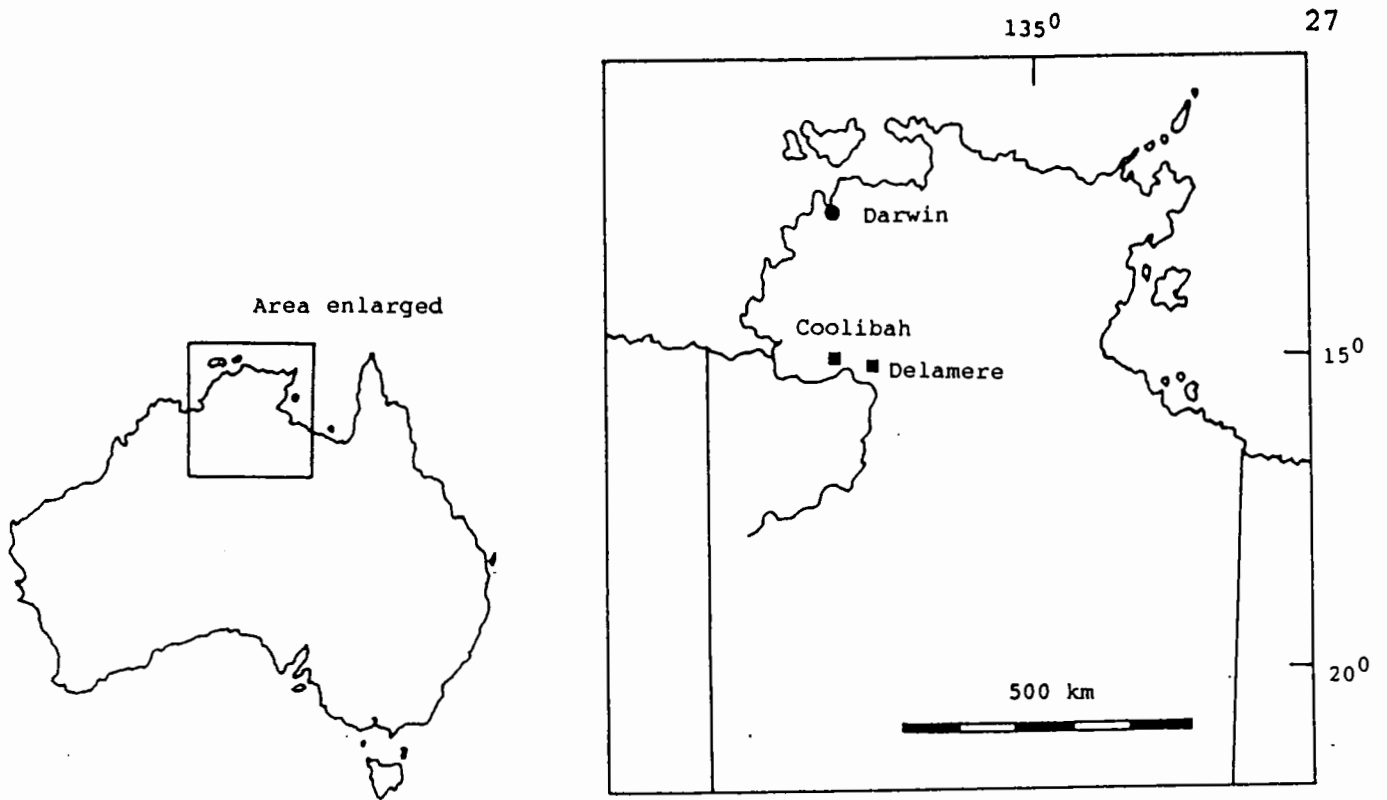 27
135⁰
Darwin
Area enlarged
Coolibah
Delamere
15⁰
20⁰
500 km